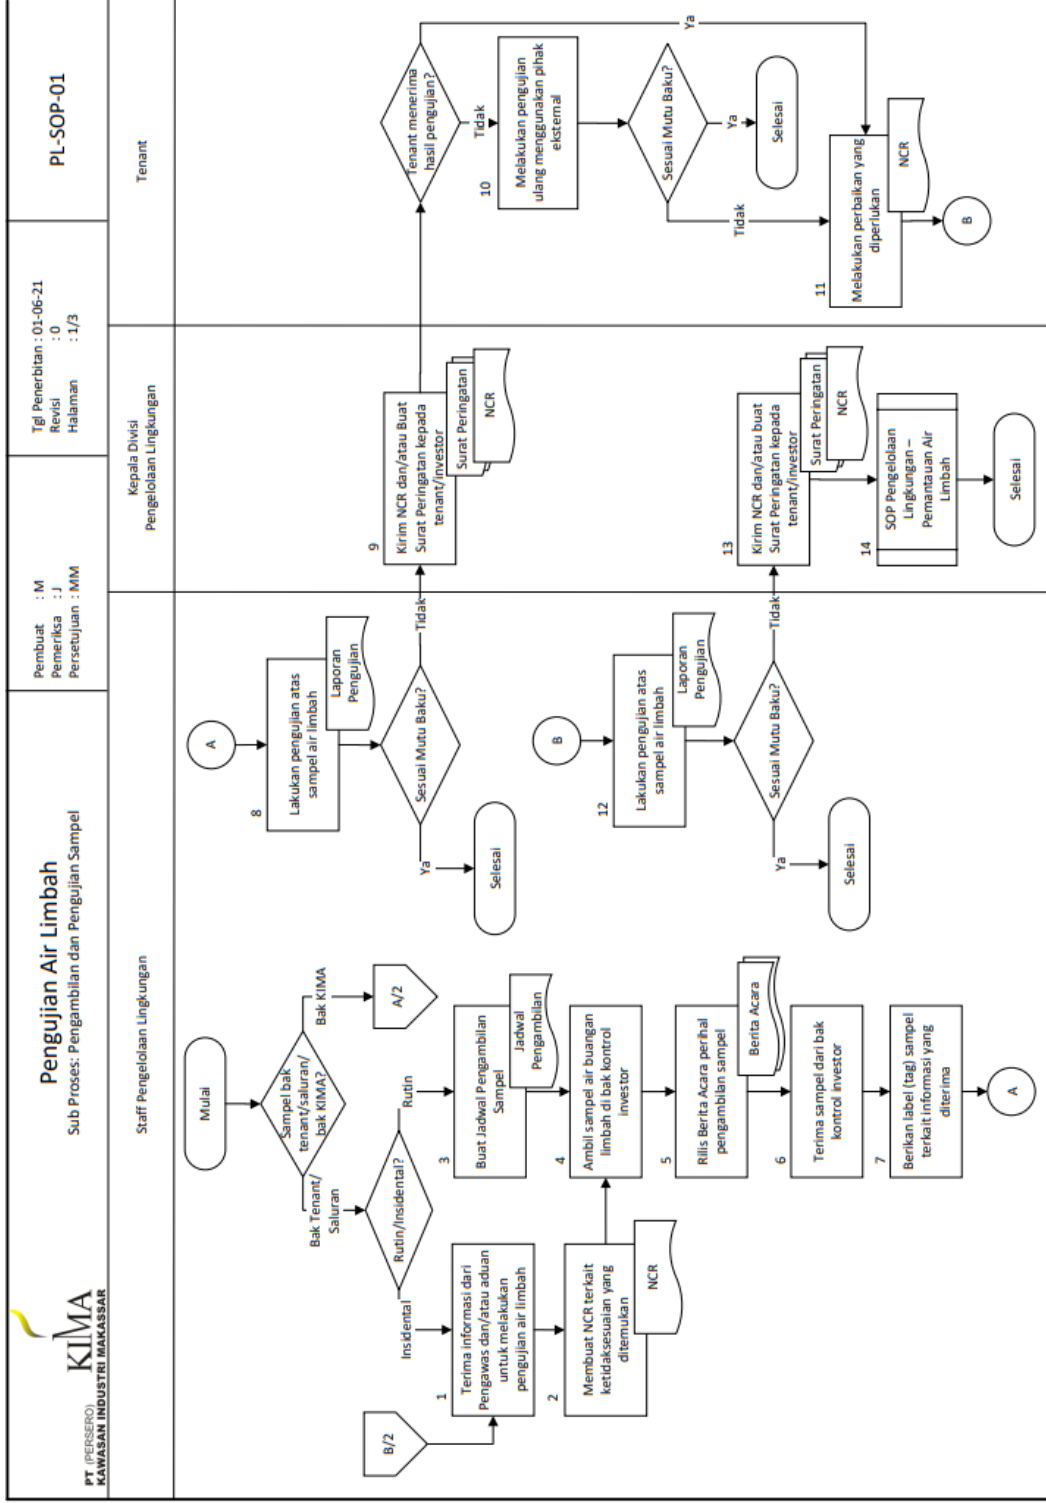 PT (PERSERO)
KIMA
KAWASAN INDUSTRI MAKASSAR
Pengujian Air Limbah
Sub Proses: Pengambilan dan Pengujian Sampel
Pembuat : M
Pemeriksa : J
Persetujuan : MM
Tgl Penerbitan : 01-06-21
Revisi : 0
Halaman : 1/3
PL-SOP-01
Staff Pengelolaan Lingkungan
Kepala Divisi
Pengelolaan Lingkungan
Tenant
Mulai
Sampel bak
tenant/saluran/
bak KIMA?
Bak KIMA
A/2
Bak Tenant/
Saluran
Rutin/Insidental?
Insidental
Rutin
B/2
1
Terima informasi dari
Pengawas dan/atau aduan
untuk melakukan
pengujian air limbah
2
Membuat NCR terkait
ketidaksesuaian yang
ditemukan
NCR
3
Buat Jadwal Pengambilan
Sampel
Jadwal
Pengambilan
4
Ambil sampel air buangan
limbah di bak kontrol
investor
5
Rilis Berita Acara perihal
pengambilan sampel
Berita Acara
6
Terima sampel dari bak
kontrol investor
7
Berikan label (tag) sampel
terkait informasi yang
diterima
A
A
8
Lakukan pengujian atas
sampel air limbah
Laporan
Pengujian
Sesuai Mutu Baku?
Ya
Selesai
Tidak
9
Kirim NCR dan/atau Buat
Surat Peringatan kepada
tenant/investor
Surat Peringatan
NCR
Tenant menerima
hasil pengujian?
Ya
Tidak
10
Melakukan pengujian
ulang menggunakan pihak
eksternal
Sesuai Mutu Baku?
Ya
Selesai
Tidak
11
Melakukan perbaikan yang
diperlukan
NCR
B
B
12
Lakukan pengujian atas
sampel air limbah
Laporan
Pengujian
Sesuai Mutu Baku?
Ya
Selesai
Tidak
13
Kirim NCR dan/atau buat
Surat Peringatan kepada
tenant/investor
Surat Peringatan
NCR
14
SOP Pengelolaan
Lingkungan –
Pemantauan Air
Limbah
Selesai